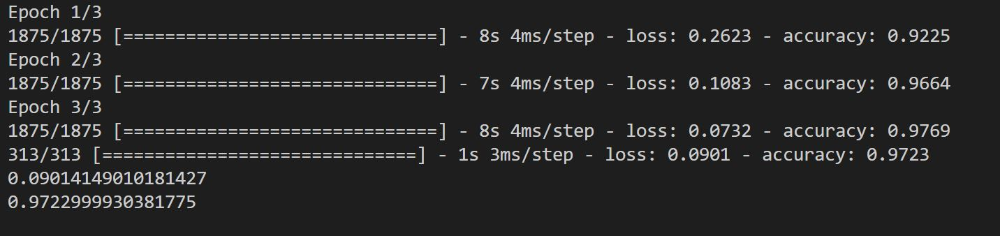 Epoch 1/3
1875/1875 [==============================] - 8s 4ms/step - loss: 0.2623 - accuracy: 0.9225
Epoch 2/3
1875/1875 [==============================] - 7s 4ms/step - loss: 0.1083 - accuracy: 0.9664
Epoch 3/3
1875/1875 [==============================] - 8s 4ms/step - loss: 0.0732 - accuracy: 0.9769
313/313 [==============================] - 1s 3ms/step - loss: 0.0901 - accuracy: 0.9723
0.09014149010181427
0.9722999930381775